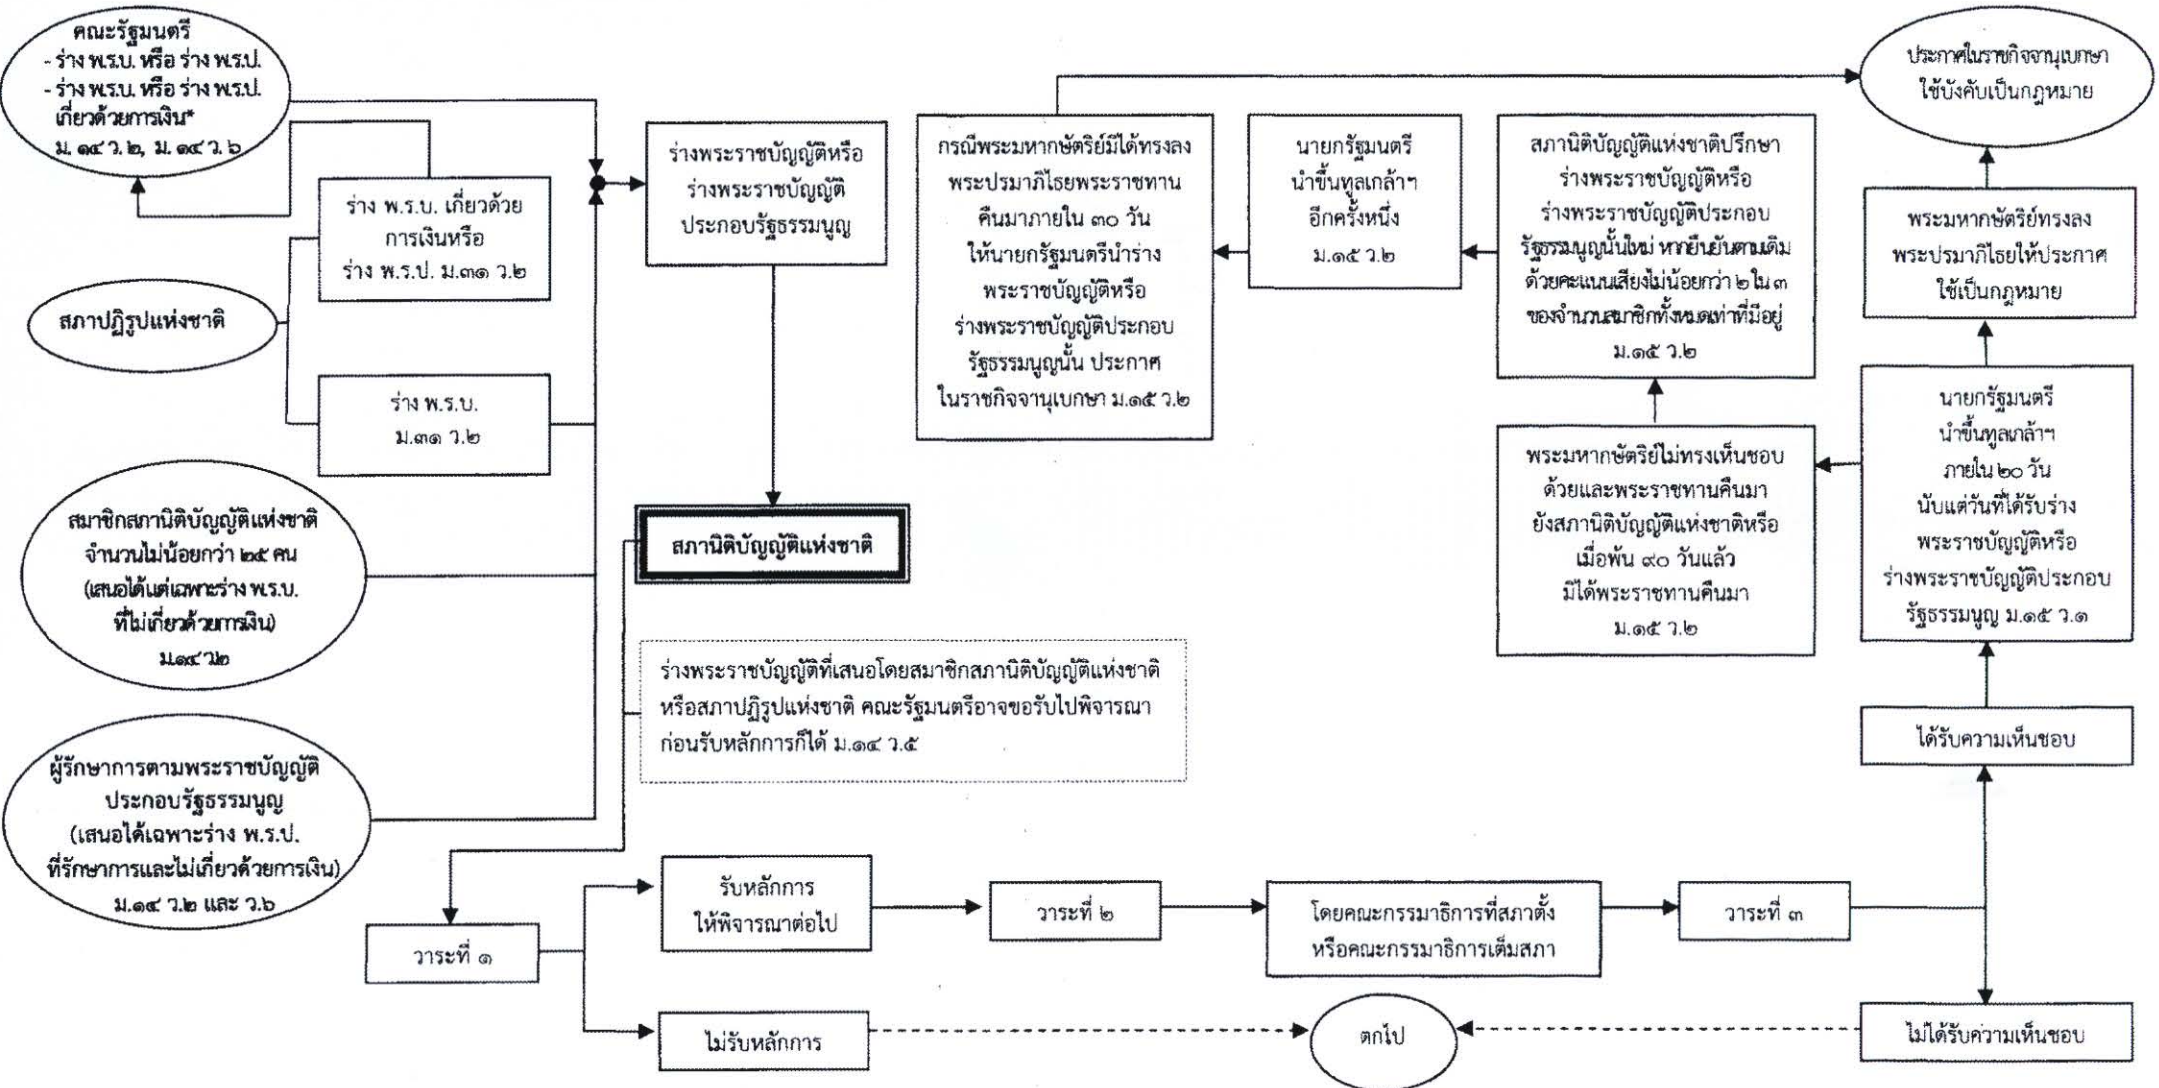 คณะรัฐมนตรี
- ร่าง พ.ร.บ. หรือ ร่าง พ.ร.ป.
- ร่าง พ.ร.บ. หรือ ร่าง พ.ร.ป.
เกี่ยวด้วยการเงิน*
ม. ๑๔ ว. ๒, ม. ๑๔ ว. ๖
ร่าง พ.ร.บ. เกี่ยวด้วย
การเงินหรือ
ร่าง พ.ร.ป. ม.๓๑ ว.๒
สภาปฏิรูปแห่งชาติ
ร่าง พ.ร.บ.
ม.๓๑ ว.๒
สมาชิกสภานิติบัญญัติแห่งชาติ
จำนวนไม่น้อยกว่า ๒๕ คน
(เสนอได้แต่เฉพาะร่าง พ.ร.บ.
ที่ไม่เกี่ยวด้วยการเงิน)
ม.๑๔ ว.๒
ผู้รักษาการตามพระราชบัญญัติ
ประกอบรัฐธรรมนูญ
(เสนอได้เฉพาะร่าง พ.ร.ป.
ที่รักษาการและไม่เกี่ยวด้วยการเงิน)
ม.๑๔ ว.๒ และ ว.๖
ร่างพระราชบัญญัติหรือ
ร่างพระราชบัญญัติ
ประกอบรัฐธรรมนูญ
สภานิติบัญญัติแห่งชาติ
ร่างพระราชบัญญัติที่เสนอโดยสมาชิกสภานิติบัญญัติแห่งชาติ
หรือสภาปฏิรูปแห่งชาติ คณะรัฐมนตรีอาจขอรับไปพิจารณา
ก่อนรับหลักการก็ได้ ม.๑๔ ว.๕
วาระที่ ๑
รับหลักการ
ให้พิจารณาต่อไป
ไม่รับหลักการ
วาระที่ ๒
โดยคณะกรรมาธิการที่สภาตั้ง
หรือคณะกรรมาธิการเต็มสภา
วาระที่ ๓
ตกไป
ไม่ได้รับความเห็นชอบ
ได้รับความเห็นชอบ
นายกรัฐมนตรี
นำขึ้นทูลเกล้าฯ
ภายใน ๒๐ วัน
นับแต่วันที่ได้รับร่าง
พระราชบัญญัติหรือ
ร่างพระราชบัญญัติประกอบ
รัฐธรรมนูญ ม.๑๕ ว.๑
พระมหากษัตริย์ทรงลง
พระปรมาภิไธยให้ประกาศ
ใช้เป็นกฎหมาย
ประกาศในราชกิจจานุเบกษา
ใช้บังคับเป็นกฎหมาย
พระมหากษัตริย์ไม่ทรงเห็นชอบ
ด้วยและพระราชทานคืนมา
ยังสภานิติบัญญัติแห่งชาติหรือ
เมื่อพ้น ๙๐ วันแล้ว
มิได้พระราชทานคืนมา
ม.๑๕ ว.๒
สภานิติบัญญัติแห่งชาติปรึกษา
ร่างพระราชบัญญัติหรือ
ร่างพระราชบัญญัติประกอบ
รัฐธรรมนูญนั้นใหม่ หากยืนยันตามเดิม
ด้วยคะแนนเสียงไม่น้อยกว่า ๒ ใน ๓
ของจำนวนสมาชิกทั้งหมดเท่าที่มีอยู่
ม.๑๕ ว.๒
นายกรัฐมนตรี
นำขึ้นทูลเกล้าฯ
อีกครั้งหนึ่ง
ม.๑๕ ว.๒
กรณีพระมหากษัตริย์มิได้ทรงลง
พระปรมาภิไธยพระราชทาน
คืนมาภายใน ๓๐ วัน
ให้นายกรัฐมนตรีนำร่าง
พระราชบัญญัติหรือ
ร่างพระราชบัญญัติประกอบ
รัฐธรรมนูญนั้น ประกาศ
ในราชกิจจานุเบกษา ม.๑๕ ว.๒